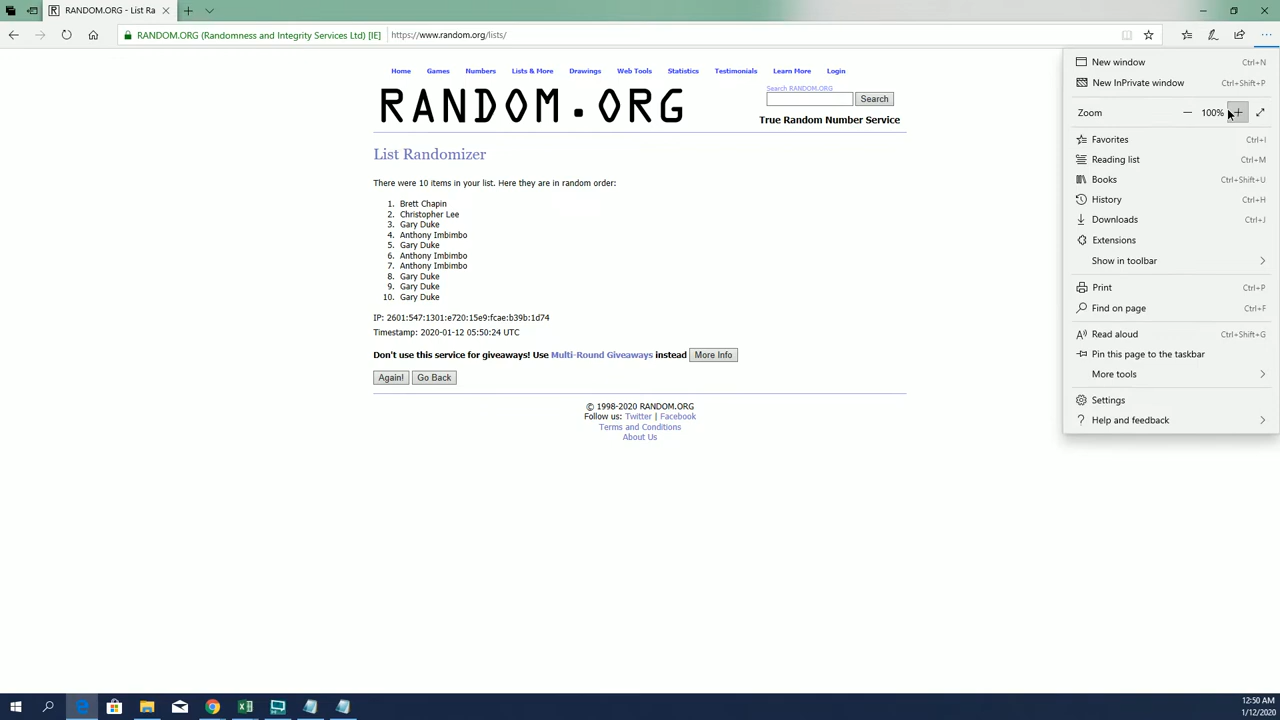 RANDOM.ORG - List Ra
RANDOM.ORG (Randomness and Integrity Services Ltd) [IE]
https://www.random.org/lists/
Home Games Numbers Lists & More Drawings Web Tools Statistics Testimonials Learn More Login
RANDOM.ORG
Search RANDOM.ORG
Search
True Random Number Service
List Randomizer
There were 10 items in your list. Here they are in random order:
1. Brett Chapin
2. Christopher Lee
3. Gary Duke
4. Anthony Imbimbo
5. Gary Duke
6. Anthony Imbimbo
7. Anthony Imbimbo
8. Gary Duke
9. Gary Duke
10. Gary Duke
IP: 2601:547:1301:e720:15e9:fcae:b39b:1d74
Timestamp: 2020-01-12 05:50:24 UTC
Don't use this service for giveaways! Use Multi-Round Giveaways instead More Info
Again! Go Back
© 1998-2020 RANDOM.ORG
Follow us: Twitter | Facebook
Terms and Conditions
About Us
New window Ctrl+N
New InPrivate window Ctrl+Shift+P
Zoom 100%
Favorites Ctrl+I
Reading list Ctrl+M
Books Ctrl+Shift+U
History Ctrl+H
Downloads Ctrl+J
Extensions
Show in toolbar
Print Ctrl+P
Find on page Ctrl+F
Read aloud Ctrl+Shift+G
Pin this page to the taskbar
More tools
Settings
Help and feedback
12:50 AM
1/12/2020